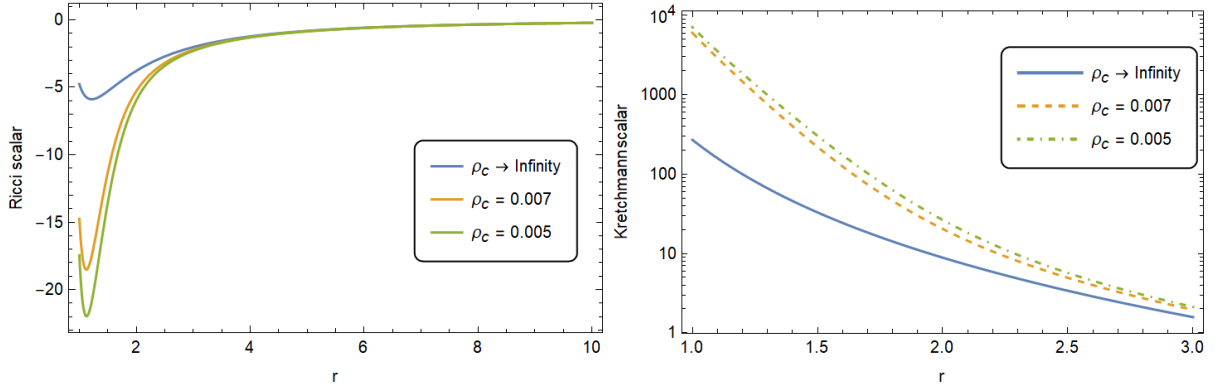 0
−5
−10
−15
−20
Ricci scalar
ρc → Infinity
ρc = 0.007
ρc = 0.005
2
4
6
8
10
r
10⁴
1000
100
10
1
Kretchmann scalar
ρc → Infinity
ρc = 0.007
ρc = 0.005
1.0
1.5
2.0
2.5
3.0
r